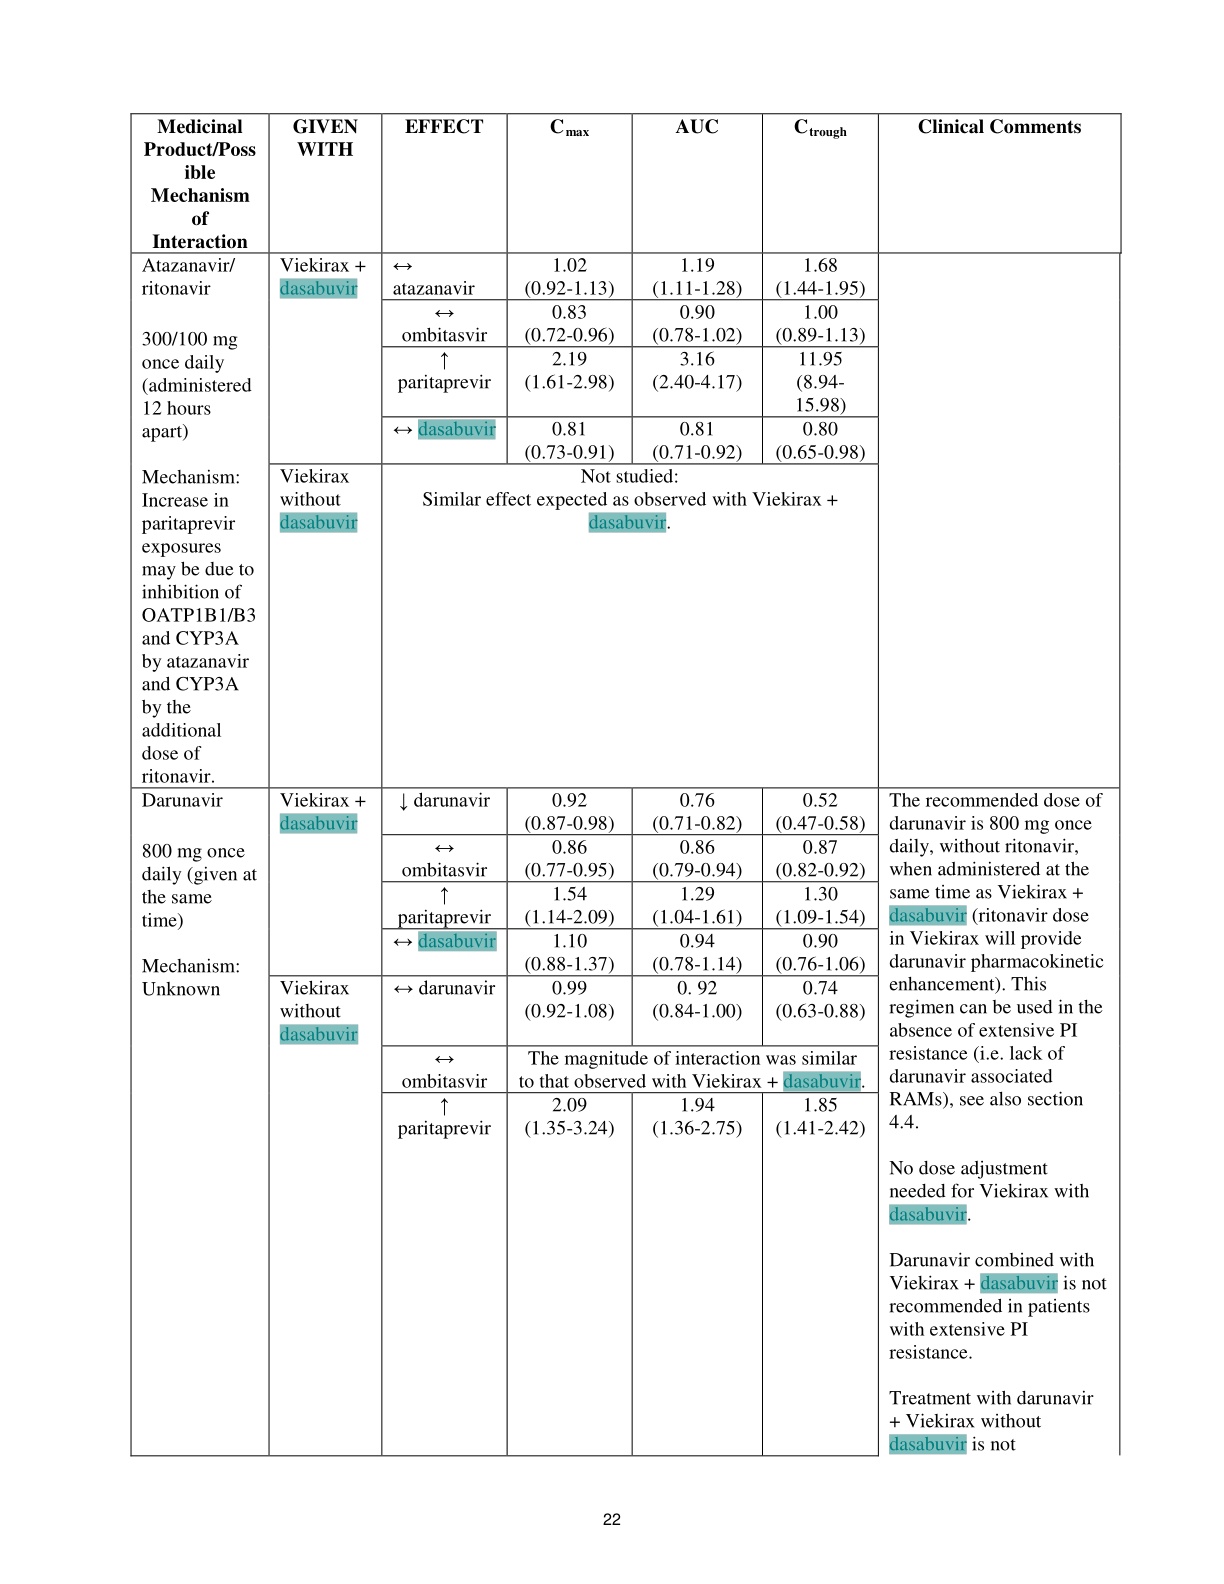 Medicinal
Product/Poss
ible
Mechanism
of
Interaction
GIVEN
WITH
EFFECT
Cmax
AUC
Ctrough
Clinical Comments
Atazanavir/
ritonavir
300/100 mg
once daily
(administered
12 hours
apart)
Mechanism:
Increase in
paritaprevir
exposures
may be due to
inhibition of
OATP1B1/B3
and CYP3A
by atazanavir
and CYP3A
by the
additional
dose of
ritonavir.
Viekirax +
dasabuvir
↔
atazanavir
1.02
(0.92-1.13)
1.19
(1.11-1.28)
1.68
(1.44-1.95)
↔
ombitasvir
0.83
(0.72-0.96)
0.90
(0.78-1.02)
1.00
(0.89-1.13)
↑
paritaprevir
2.19
(1.61-2.98)
3.16
(2.40-4.17)
11.95
(8.94-
15.98)
↔ dasabuvir
0.81
(0.73-0.91)
0.81
(0.71-0.92)
0.80
(0.65-0.98)
Viekirax
without
dasabuvir
Not studied:
Similar effect expected as observed with Viekirax +
dasabuvir.
Darunavir
800 mg once
daily (given at
the same
time)
Mechanism:
Unknown
Viekirax +
dasabuvir
↓ darunavir
0.92
(0.87-0.98)
0.76
(0.71-0.82)
0.52
(0.47-0.58)
↔
ombitasvir
0.86
(0.77-0.95)
0.86
(0.79-0.94)
0.87
(0.82-0.92)
↑
paritaprevir
1.54
(1.14-2.09)
1.29
(1.04-1.61)
1.30
(1.09-1.54)
↔ dasabuvir
1.10
(0.88-1.37)
0.94
(0.78-1.14)
0.90
(0.76-1.06)
Viekirax
without
dasabuvir
↔ darunavir
0.99
(0.92-1.08)
0. 92
(0.84-1.00)
0.74
(0.63-0.88)
↔
ombitasvir
The magnitude of interaction was similar
to that observed with Viekirax + dasabuvir.
↑
paritaprevir
2.09
(1.35-3.24)
1.94
(1.36-2.75)
1.85
(1.41-2.42)
The recommended dose of
darunavir is 800 mg once
daily, without ritonavir,
when administered at the
same time as Viekirax +
dasabuvir (ritonavir dose
in Viekirax will provide
darunavir pharmacokinetic
enhancement). This
regimen can be used in the
absence of extensive PI
resistance (i.e. lack of
darunavir associated
RAMs), see also section
4.4.
No dose adjustment
needed for Viekirax with
dasabuvir.
Darunavir combined with
Viekirax + dasabuvir is not
recommended in patients
with extensive PI
resistance.
Treatment with darunavir
+ Viekirax without
dasabuvir is not
22